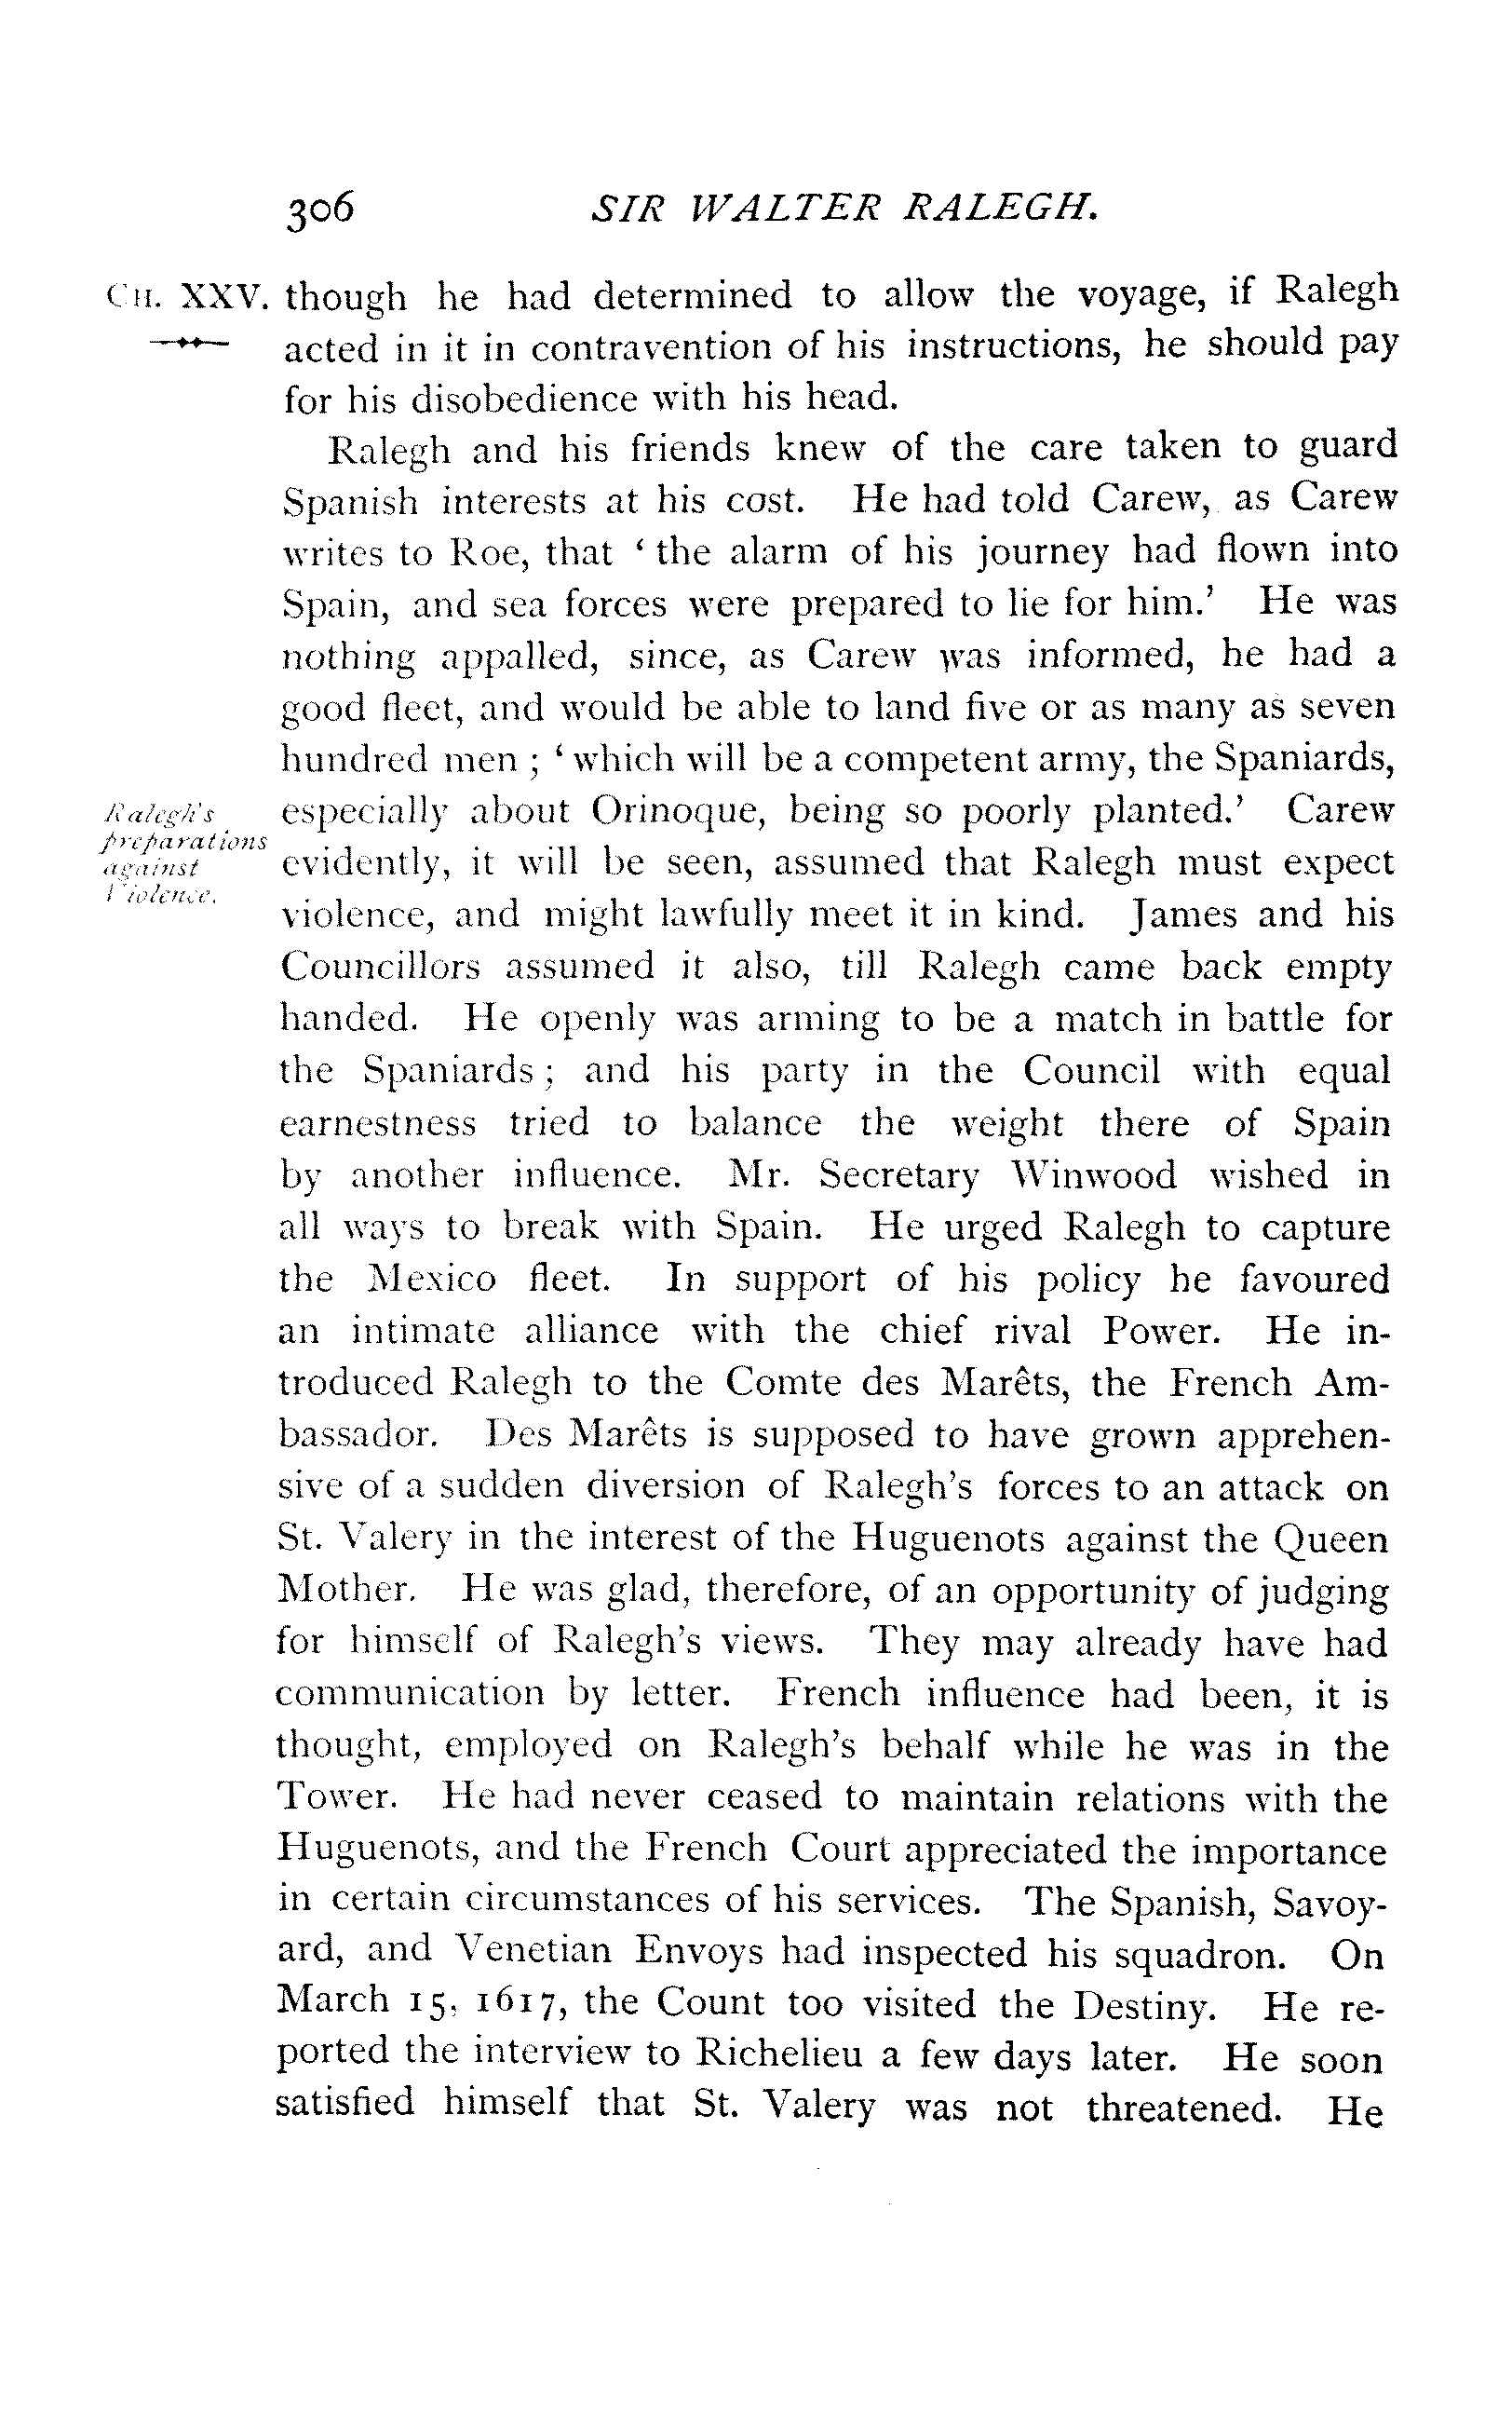 306 SIR WALTER RALEGH.
CH. XXV. though he had determined to allow the voyage, if Ralegh
acted in it in contravention of his instructions, he should pay
for his disobedience with his head.
Ralegh and his friends knew of the care taken to guard
Spanish interests at his cost. He had told Carew, as Carew
writes to Roe, that ‘ the alarm of his journey had flown into
Spain, and sea forces were prepared to lie for him.’ He was
nothing appalled, since, as Carew was informed, he had a
good fleet, and would be able to land five or as many as seven
hundred men ; ‘ which will be a competent army, the Spaniards,
especially about Orinoque, being so poorly planted.’ Carew
evidently, it will be seen, assumed that Ralegh must expect
violence, and might lawfully meet it in kind. James and his
Ralegh's
preparations
against
Violence.
Councillors assumed it also, till Ralegh came back empty
handed. He openly was arming to be a match in battle for
the Spaniards ; and his party in the Council with equal
earnestness tried to balance the weight there of Spain
by another influence. Mr. Secretary Winwood wished in
all ways to break with Spain. He urged Ralegh to capture
the Mexico fleet. In support of his policy he favoured
an intimate alliance with the chief rival Power. He in-
troduced Ralegh to the Comte des Marêts, the French Am-
bassador. Des Marêts is supposed to have grown apprehen-
sive of a sudden diversion of Ralegh's forces to an attack on
St. Valery in the interest of the Huguenots against the Queen
Mother. He was glad, therefore, of an opportunity of judging
for himself of Ralegh's views. They may already have had
communication by letter. French influence had been, it is
thought, employed on Ralegh's behalf while he was in the
Tower. He had never ceased to maintain relations with the
Huguenots, and the French Court appreciated the importance
in certain circumstances of his services. The Spanish, Savoy-
ard, and Venetian Envoys had inspected his squadron. On
March 15, 1617, the Count too visited the Destiny. He re-
ported the interview to Richelieu a few days later. He soon
satisfied himself that St. Valery was not threatened. He